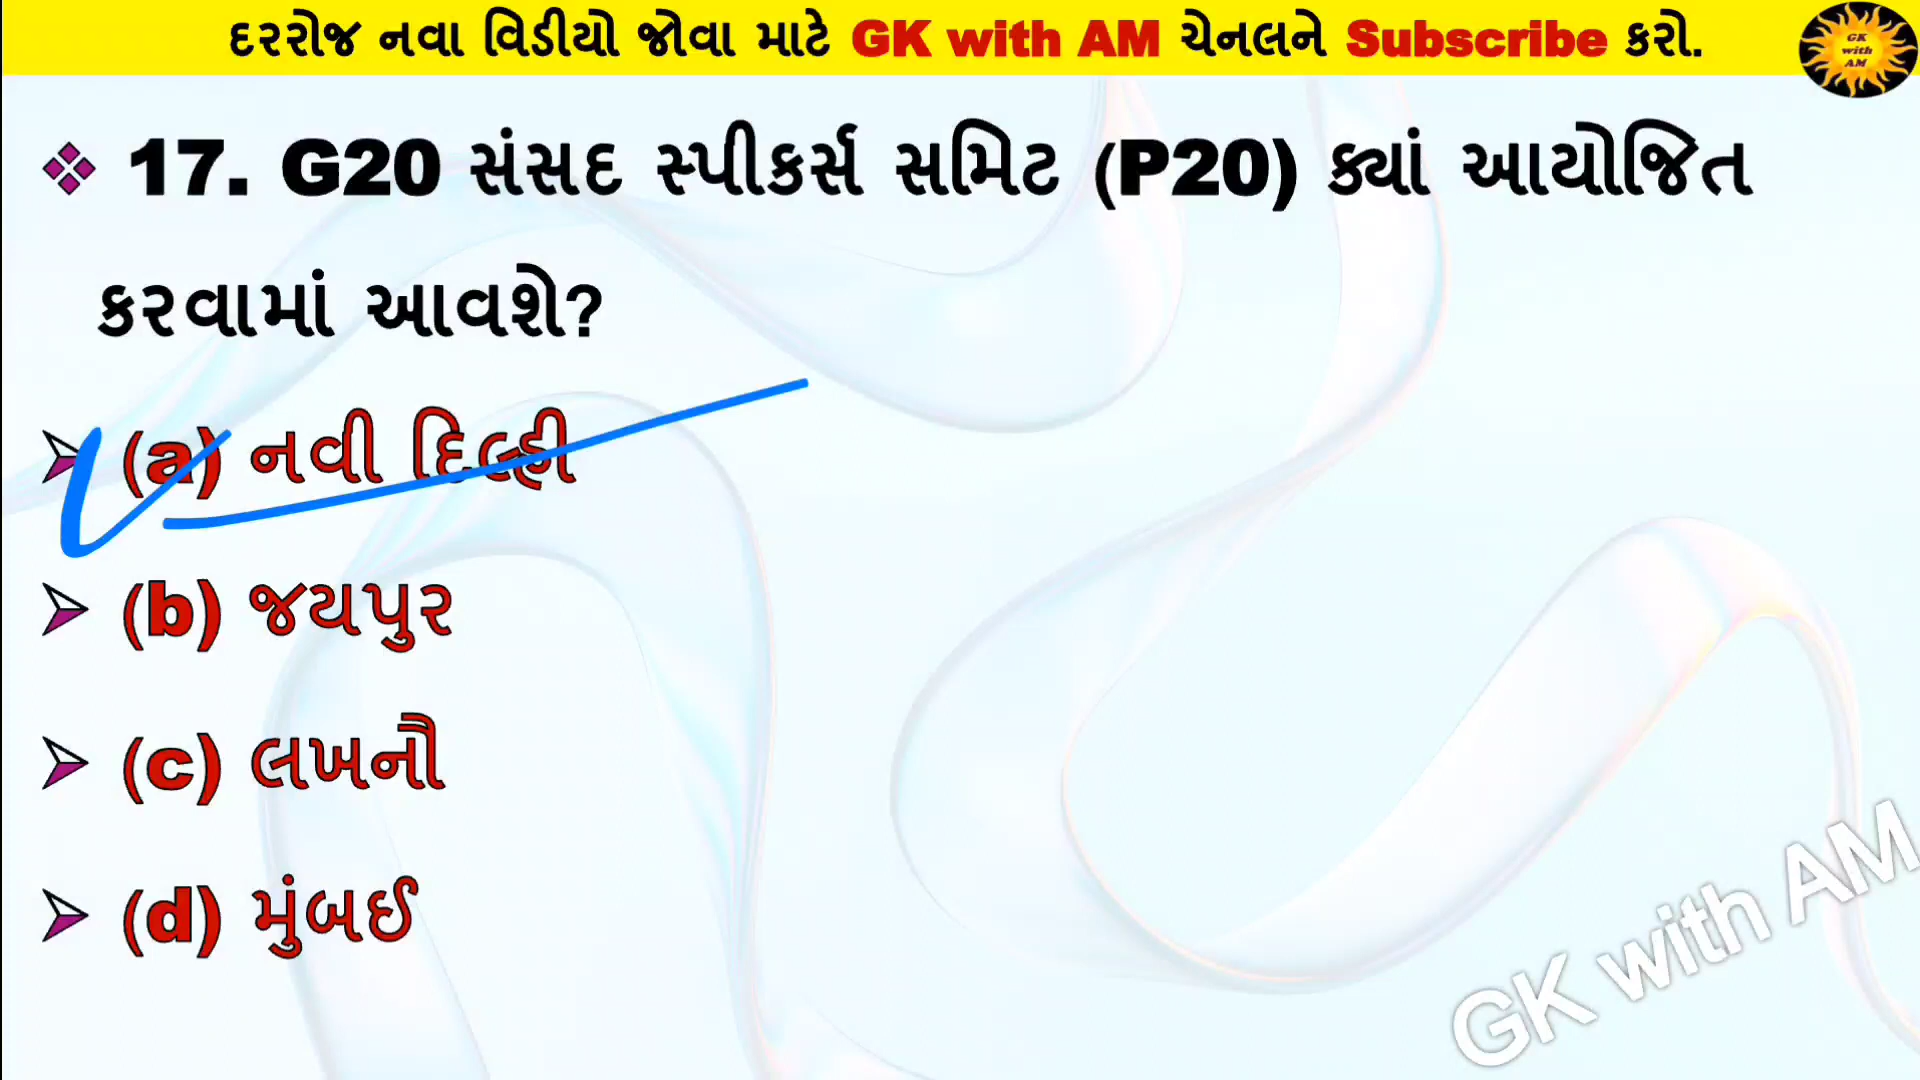 દરરોજ નવા વિડીયો જોવા માટે GK with AM ચેનલને Subscribe કરો.
GK
with
AM
17. G20 સંસદ સ્પીકર્સ સમિટ (P20) ક્યાં આયોજિત
કરવામાં આવશે?
(a) નવી દિલ્હી
(b) જયપુર
(c) લખનૌ
(d) મુંબઈ
GK with AM